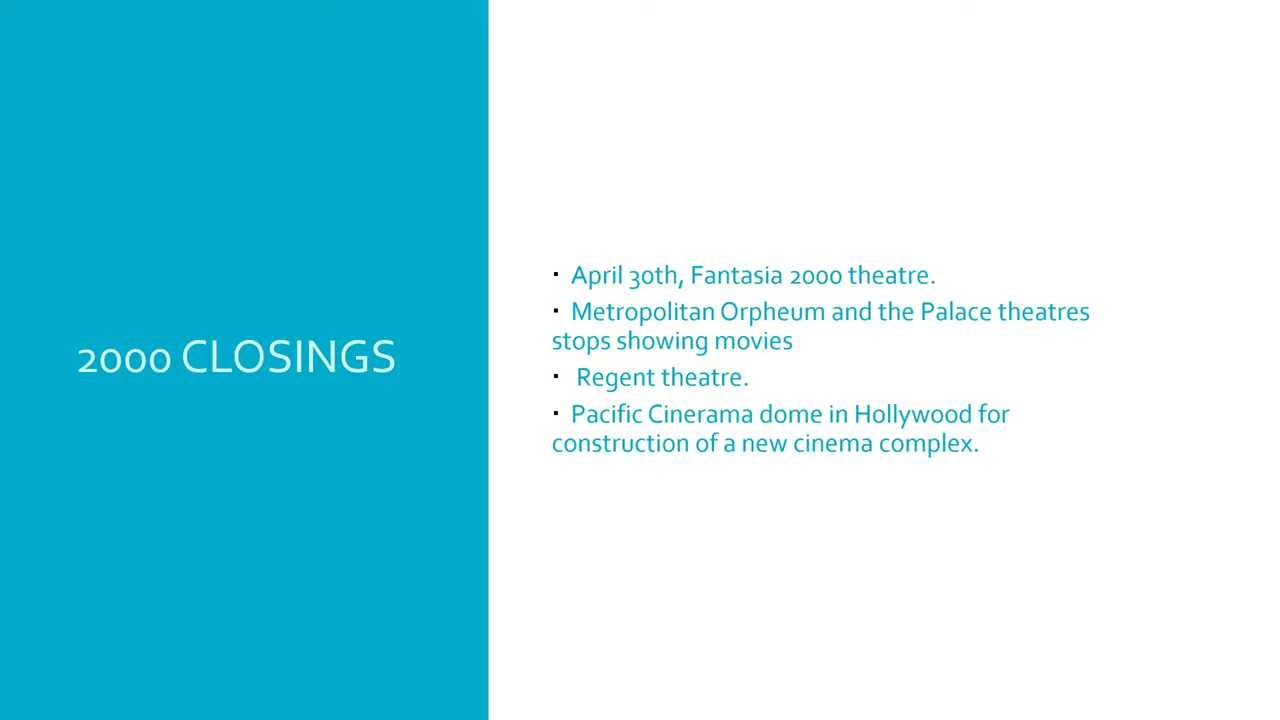 2000 CLOSINGS
▪ April 30th, Fantasia 2000 theatre.
▪ Metropolitan Orpheum and the Palace theatres
stops showing movies
▪ Regent theatre.
▪ Pacific Cinerama dome in Hollywood for
construction of a new cinema complex.